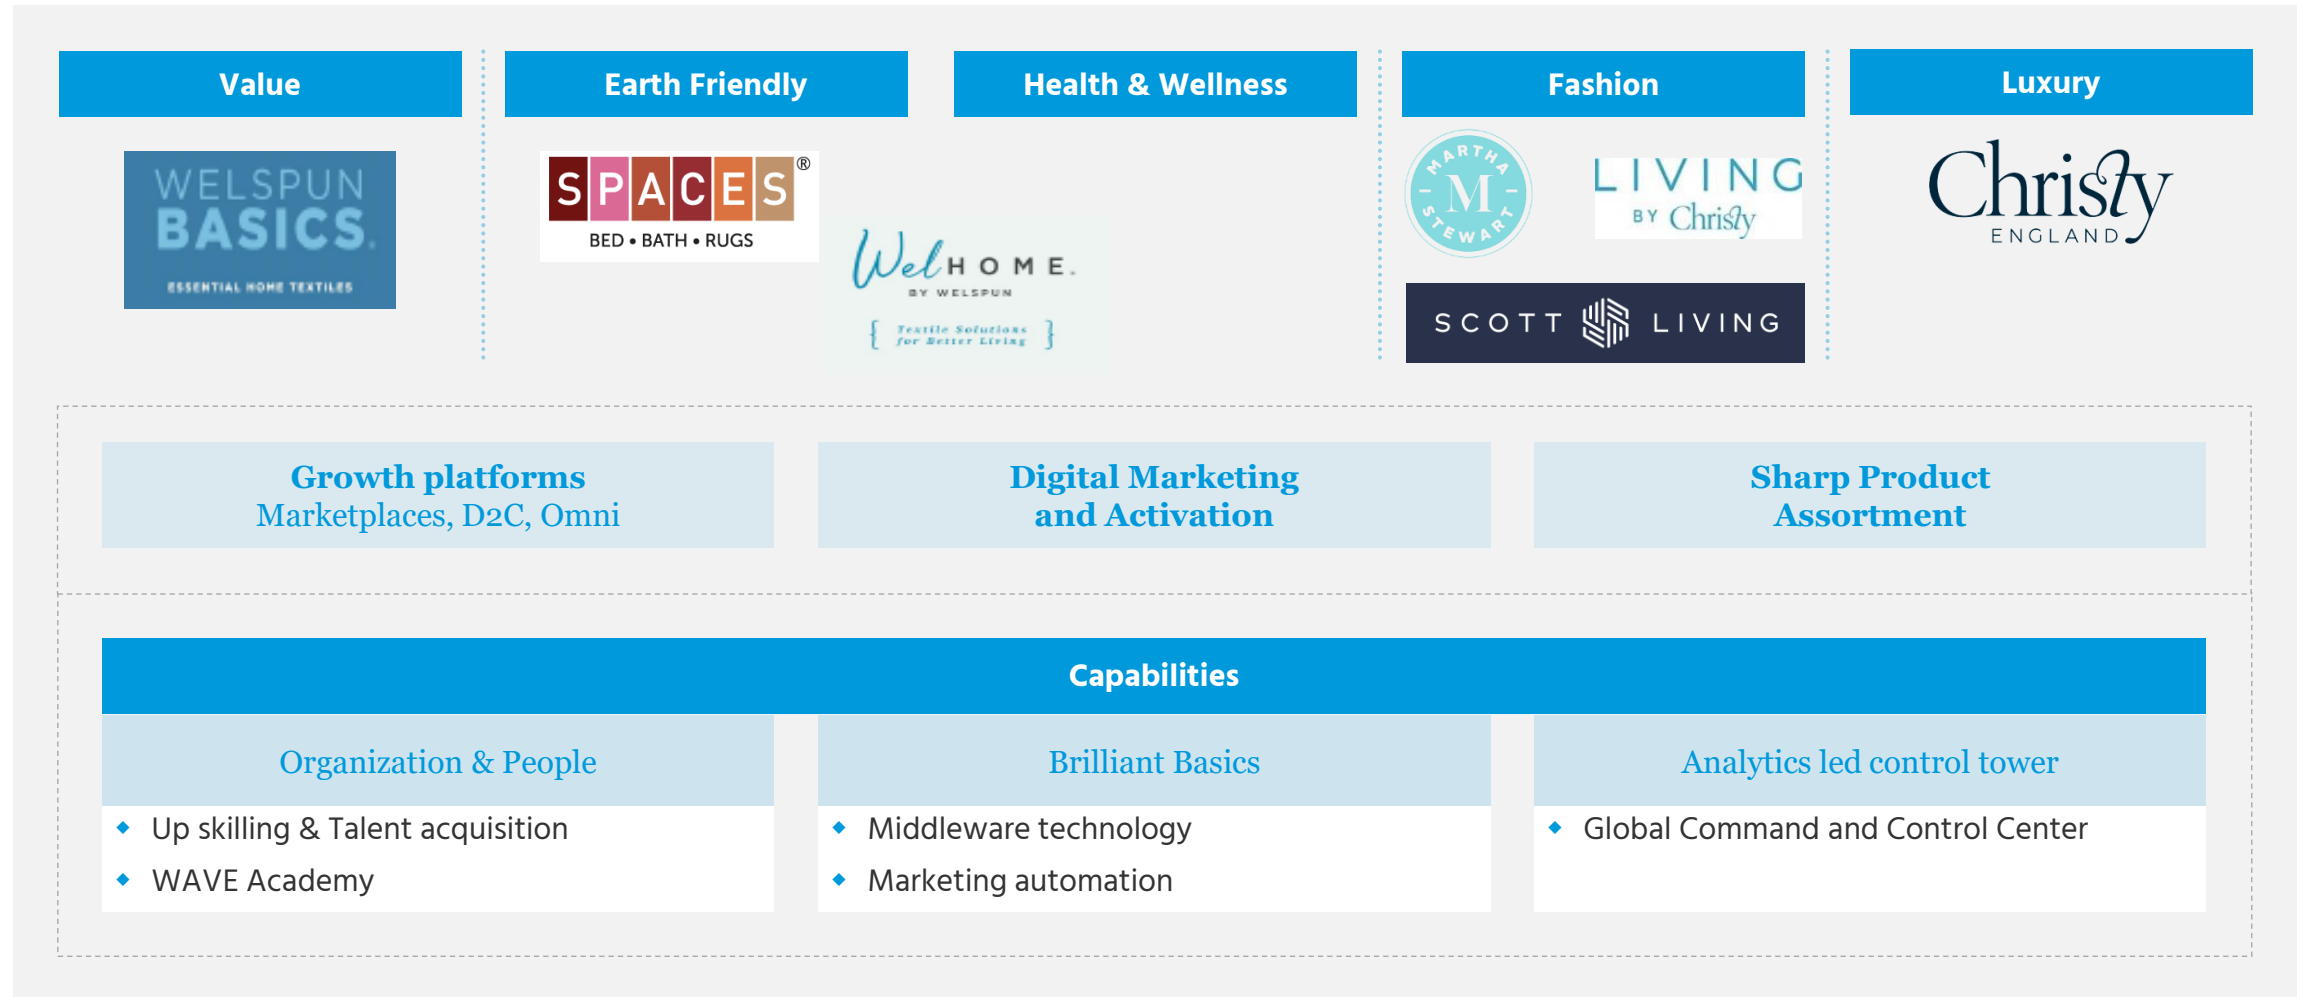 Value
Earth Friendly
Health & Wellness
Fashion
Luxury
WELSPUN
BASICS.
ESSENTIAL HOME TEXTILES
SPACES®
BED • BATH • RUGS
WelHOME.
BY WELSPUN
{ Textile Solutions
for Better Living }
MARTHA
M
STEWART
LIVING
BY Christy
SCOTT LIVING
Christy
ENGLAND
Growth platforms
Marketplaces, D2C, Omni
Digital Marketing
and Activation
Sharp Product
Assortment
Capabilities
Organization & People
◆ Up skilling & Talent acquisition
◆ WAVE Academy
Brilliant Basics
◆ Middleware technology
◆ Marketing automation
Analytics led control tower
◆ Global Command and Control Center